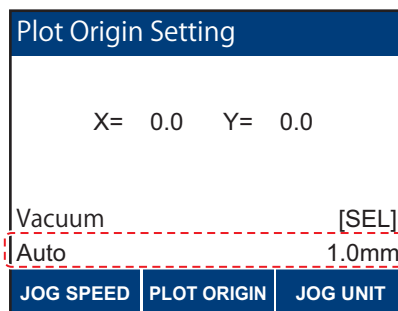 Plot Origin Setting
X= 0.0 Y= 0.0
Vacuum [SEL]
Auto 1.0mm
JOG SPEED PLOT ORIGIN JOG UNIT